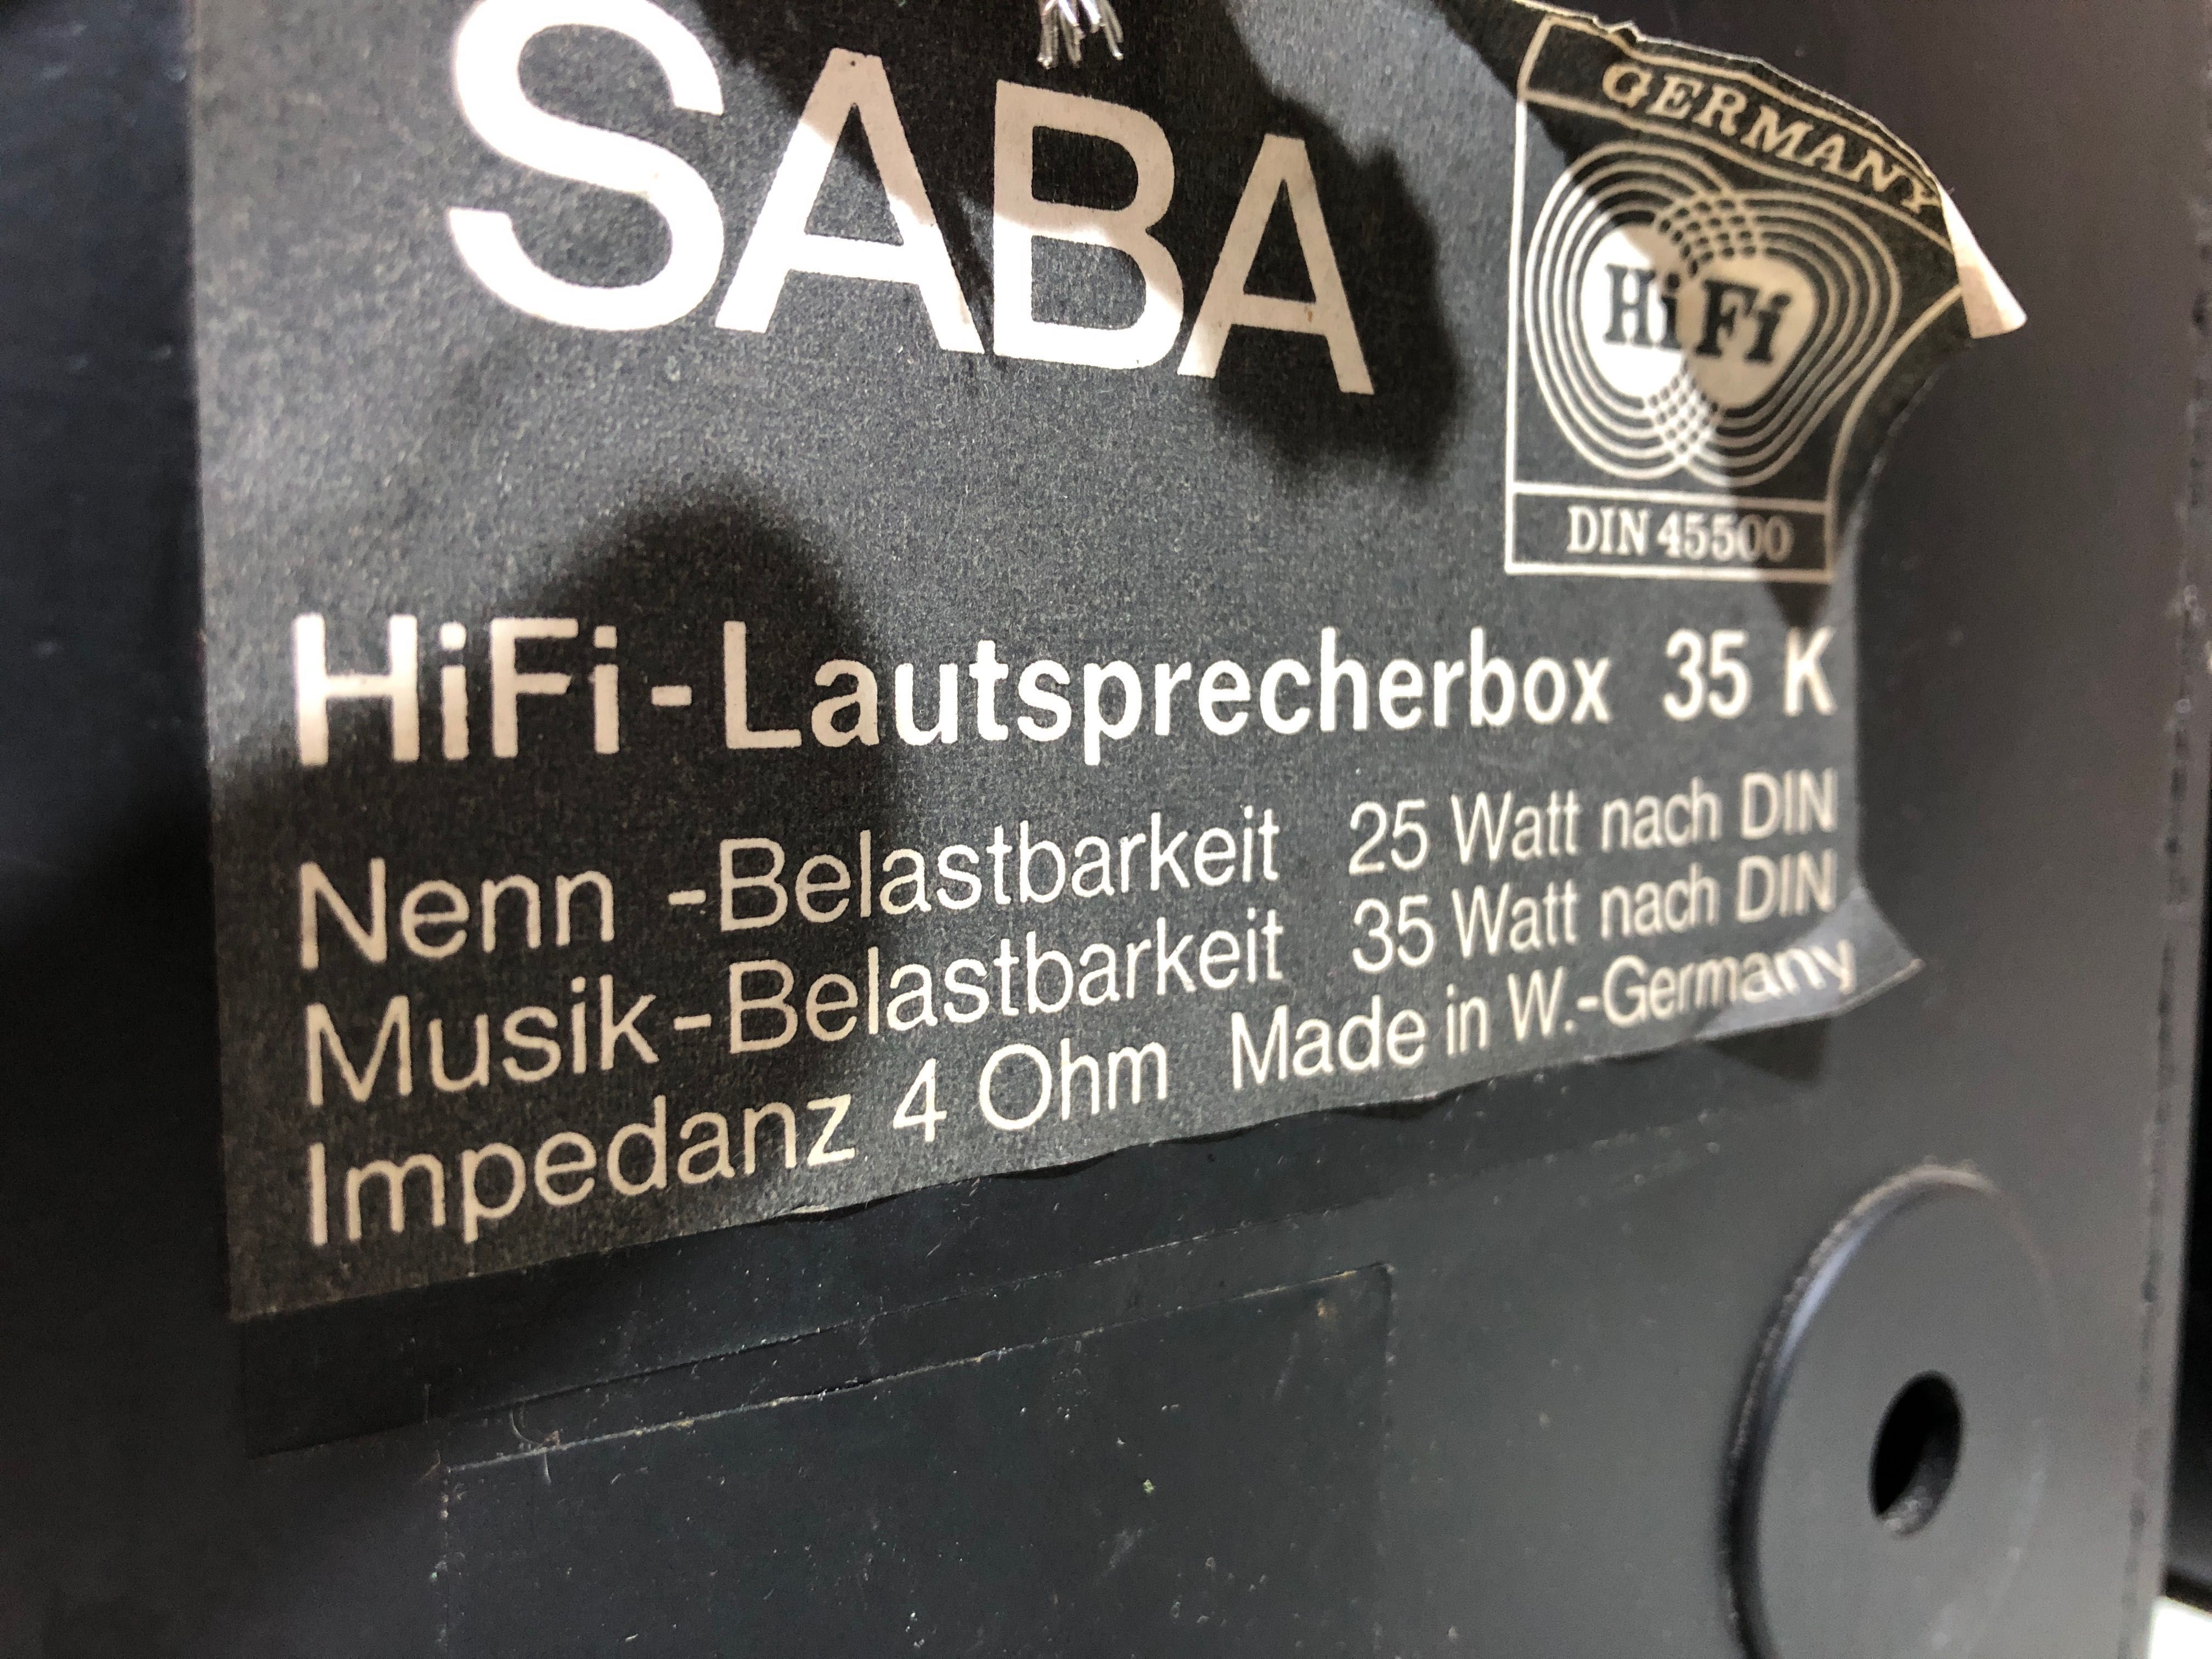 SABA
GERMANY
HiFi
DIN 45500
HiFi-Lautsprecherbox 35 K
Nenn -Belastbarkeit 25 Watt nach DIN
Musik-Belastbarkeit 35 Watt nach DIN
Impedanz 4 Ohm Made in W.-Germany